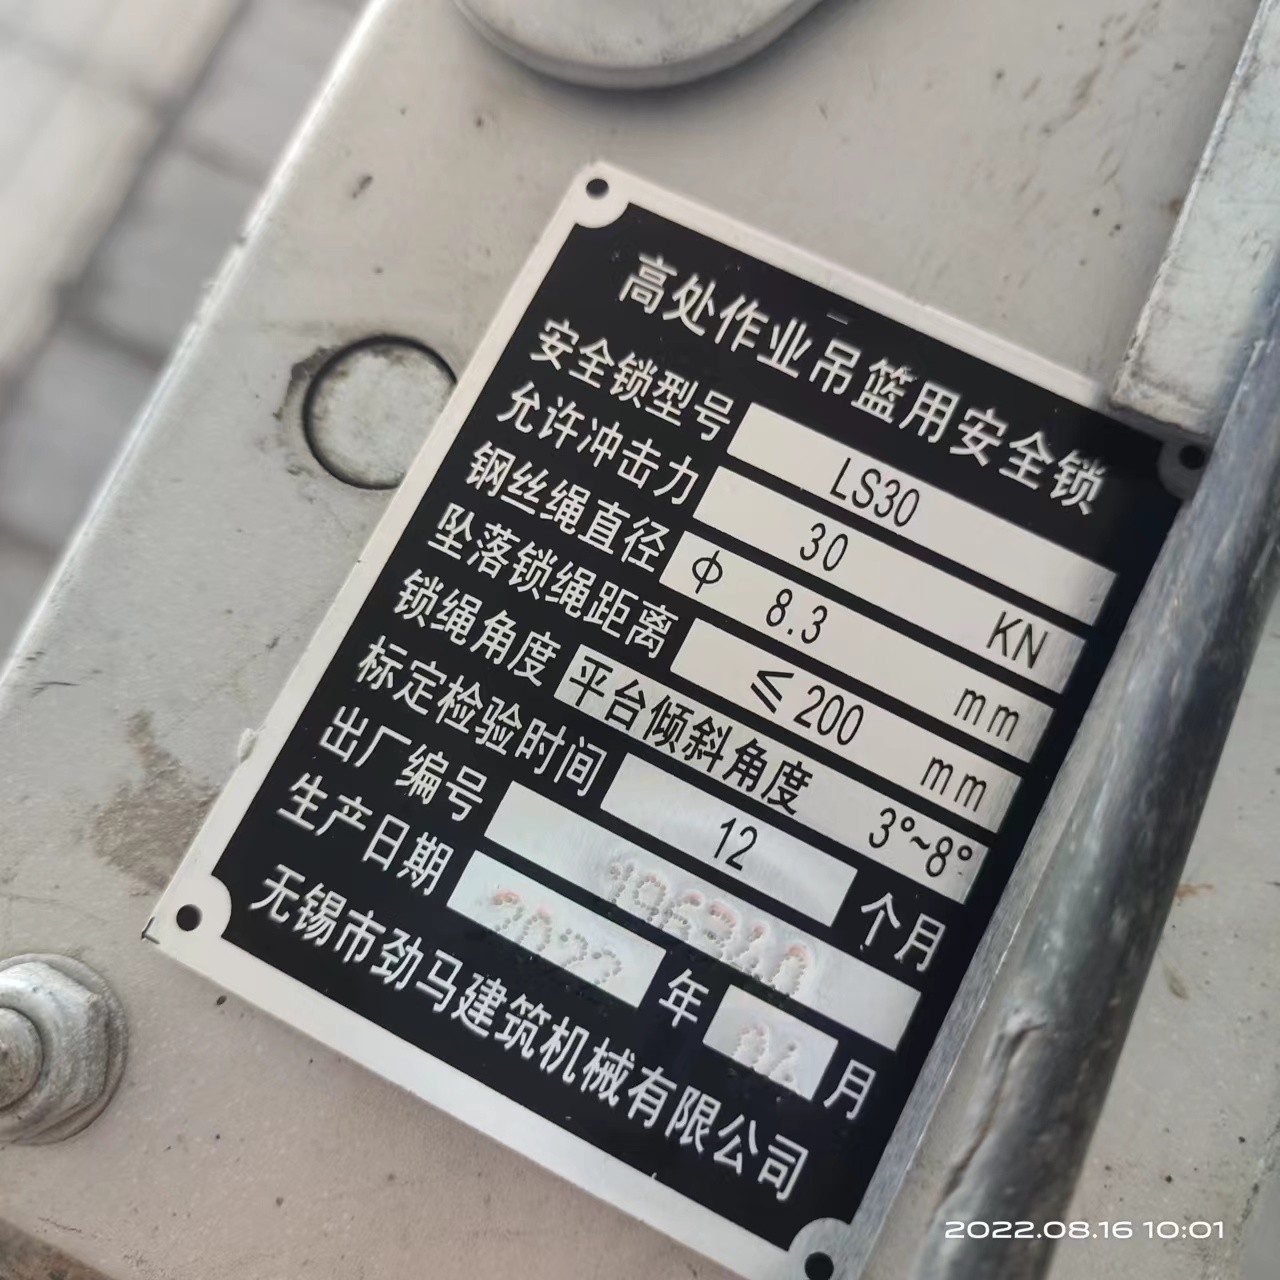 高处作业吊篮用安全锁
安全锁型号 LS30
允许冲击力 30 KN
钢丝绳直径 Φ 8.3 mm
坠落锁绳距离 ≤200 mm
锁绳角度 平台倾斜角度 3°~8°
标定检验时间 12 个月
出厂编号 196340
生产日期 2022 年 月
无锡市劲马建筑机械有限公司
2022.08.16 10:01